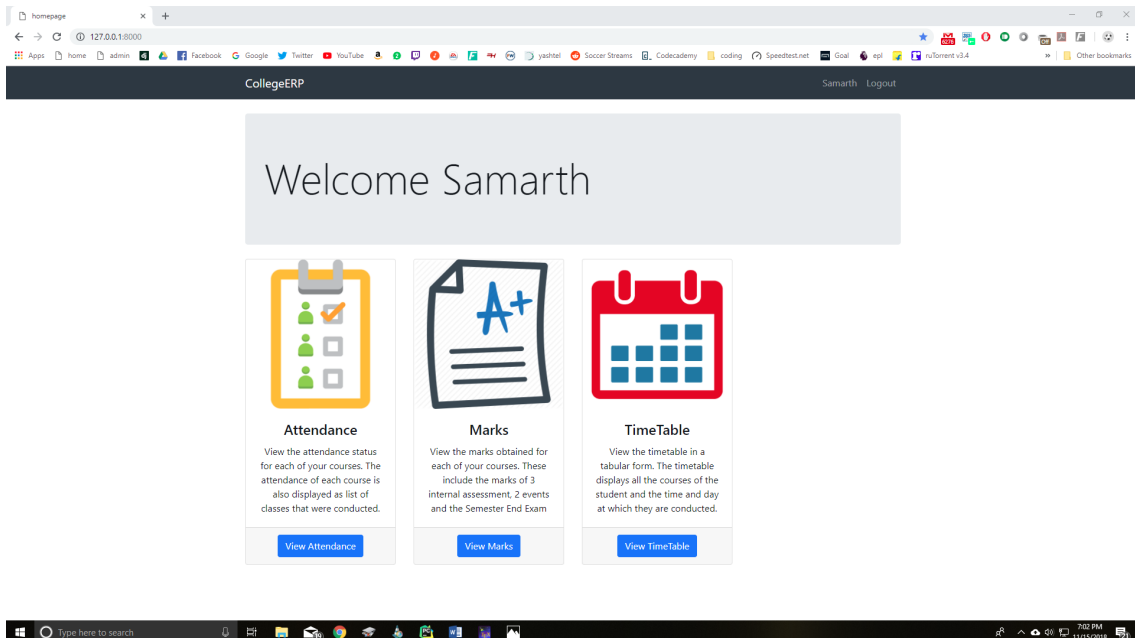 homepage
127.0.0.1:8000
Apps home admin Facebook Google Twitter YouTube yashtel Soccer Streams Codecademy coding Speedtest.net Goal epl ruTorrent v3.4 » Other bookmarks
CollegeERP Samarth Logout
Welcome Samarth
A+
Attendance
View the attendance status
for each of your courses. The
attendance of each course is
also displayed as list of
classes that were conducted.
View Attendance
Marks
View the marks obtained for
each of your courses. These
include the marks of 3
internal assessment, 2 events
and the Semester End Exam
View Marks
TimeTable
View the timetable in a
tabular form. The timetable
displays all the courses of the
student and the time and day
at which they are conducted.
View TimeTable
Type here to search
7:02 PM
11/15/2018